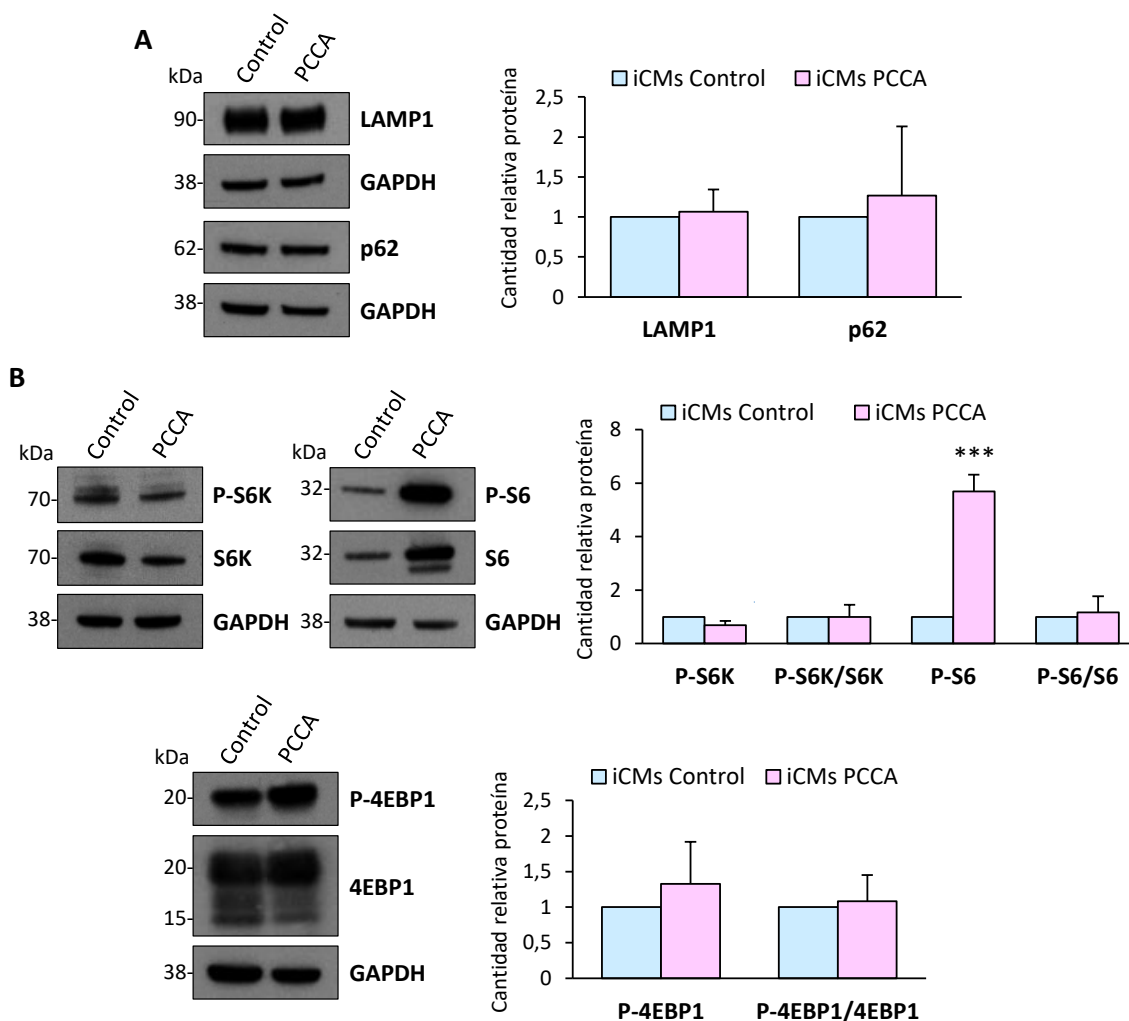 A
kDa
Control
PCCA
90-
LAMP1
38-
GAPDH
62-
p62
38-
GAPDH
iCMs Control
iCMs PCCA
Cantidad relativa proteína
2,5
2
1,5
1
0,5
0
LAMP1
p62
B
kDa
Control
PCCA
70-
P-S6K
70-
S6K
38-
GAPDH
kDa
Control
PCCA
32-
P-S6
32-
S6
38-
GAPDH
iCMs Control
iCMs PCCA
Cantidad relativa proteína
8
6
4
2
0
***
P-S6K
P-S6K/S6K
P-S6
P-S6/S6
kDa
Control
PCCA
20-
P-4EBP1
20-
15-
4EBP1
38-
GAPDH
iCMs Control
iCMs PCCA
Cantidad relativa proteína
2,5
2
1,5
1
0,5
0
P-4EBP1
P-4EBP1/4EBP1